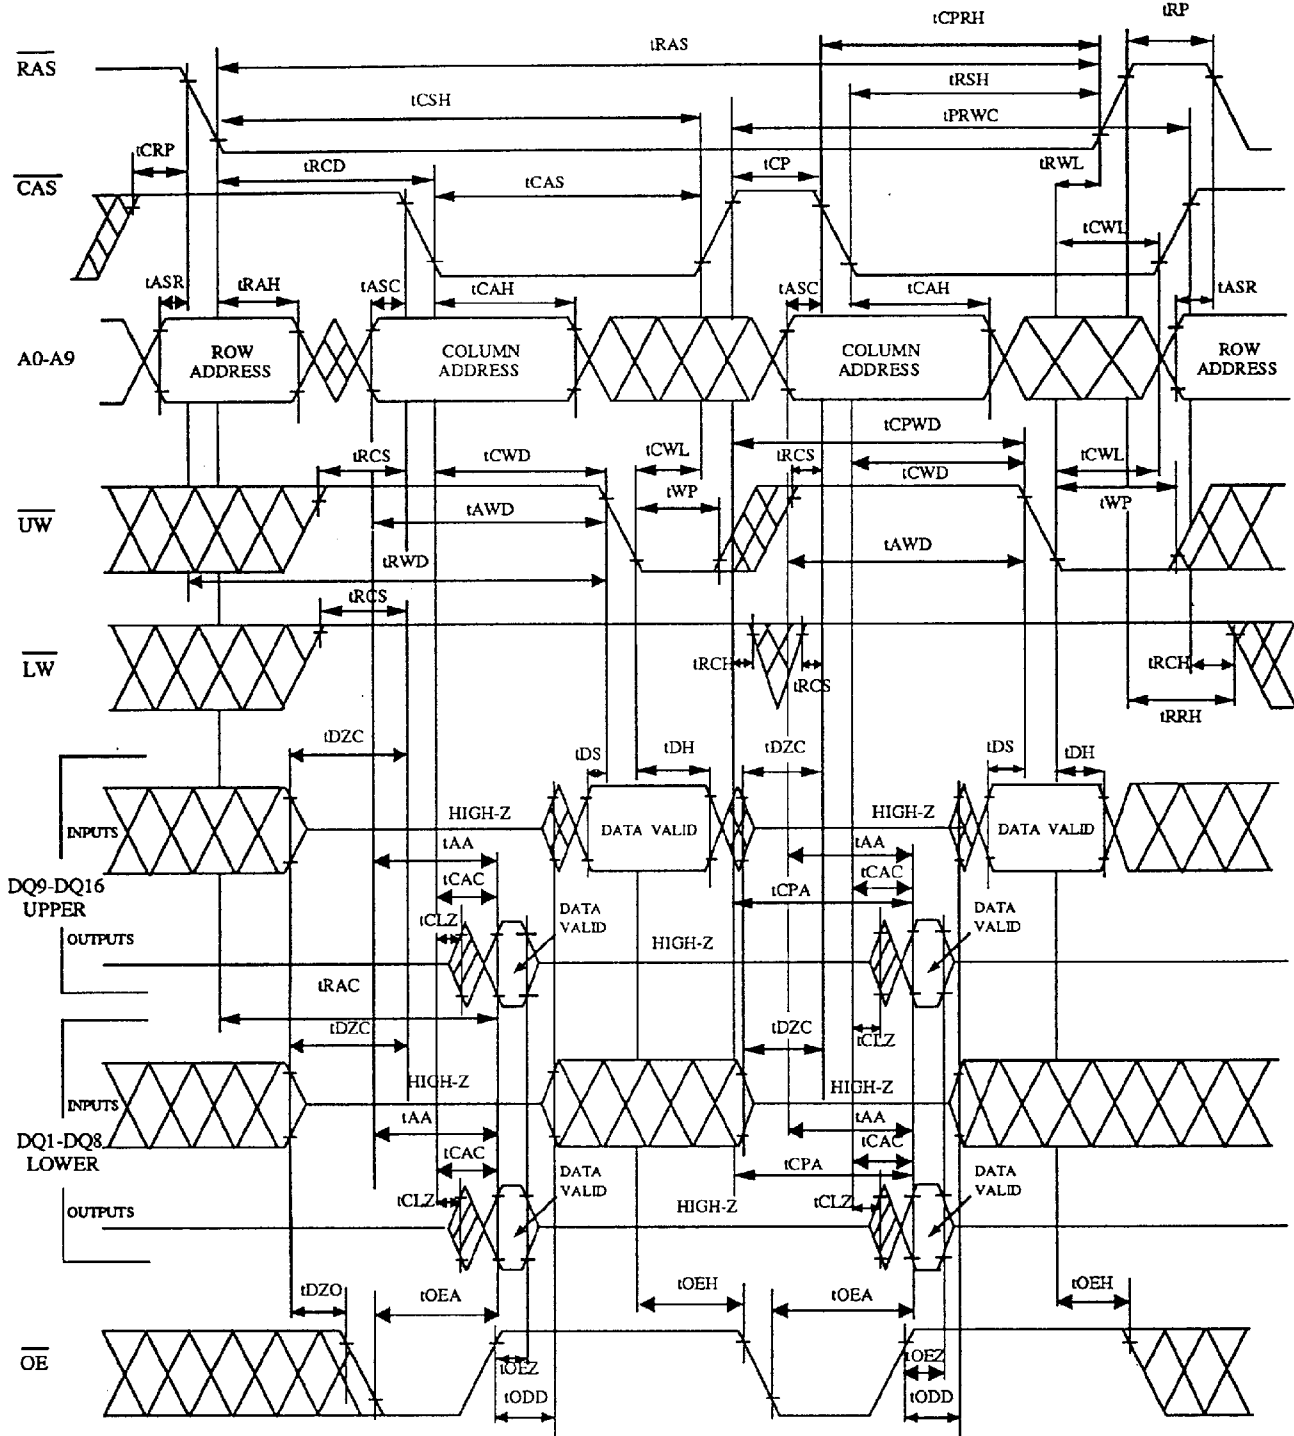 tRP
tCPRH
tRAS
RAS
tRSH
tCSH
tPRWC
tCRP
tRCD
tCP
tRWL
CAS
tCAS
tCWL
tASR
tRAH
tASC
tCAH
tASC
tCAH
tASR
A0-A9
ROW
ADDRESS
COLUMN
ADDRESS
COLUMN
ADDRESS
ROW
ADDRESS
tCPWD
tRCS
tCWD
tCWL
tRCS
tCWD
tCWL
tWP
tWP
UW
tAWD
tAWD
tRWD
tRCS
LW
tRCH
tRCS
tRCH
tRRH
tDZC
tDS
tDH
tDZC
tDS
tDH
INPUTS
HIGH-Z
DATA VALID
HIGH-Z
DATA VALID
tAA
tAA
tCAC
tCAC
tCPA
DQ9-DQ16
UPPER
tCLZ
DATA
VALID
DATA
VALID
OUTPUTS
HIGH-Z
tRAC
tDZC
tDZC
tCLZ
INPUTS
HIGH-Z
HIGH-Z
tAA
tAA
DQ1-DQ8
LOWER
tCAC
tCAC
tCPA
DATA
VALID
DATA
VALID
tCLZ
HIGH-Z
tCLZ
OUTPUTS
tDZO
tOEA
tOEH
tOEA
tOEH
OE
tOEZ
tOEZ
tODD
tODD